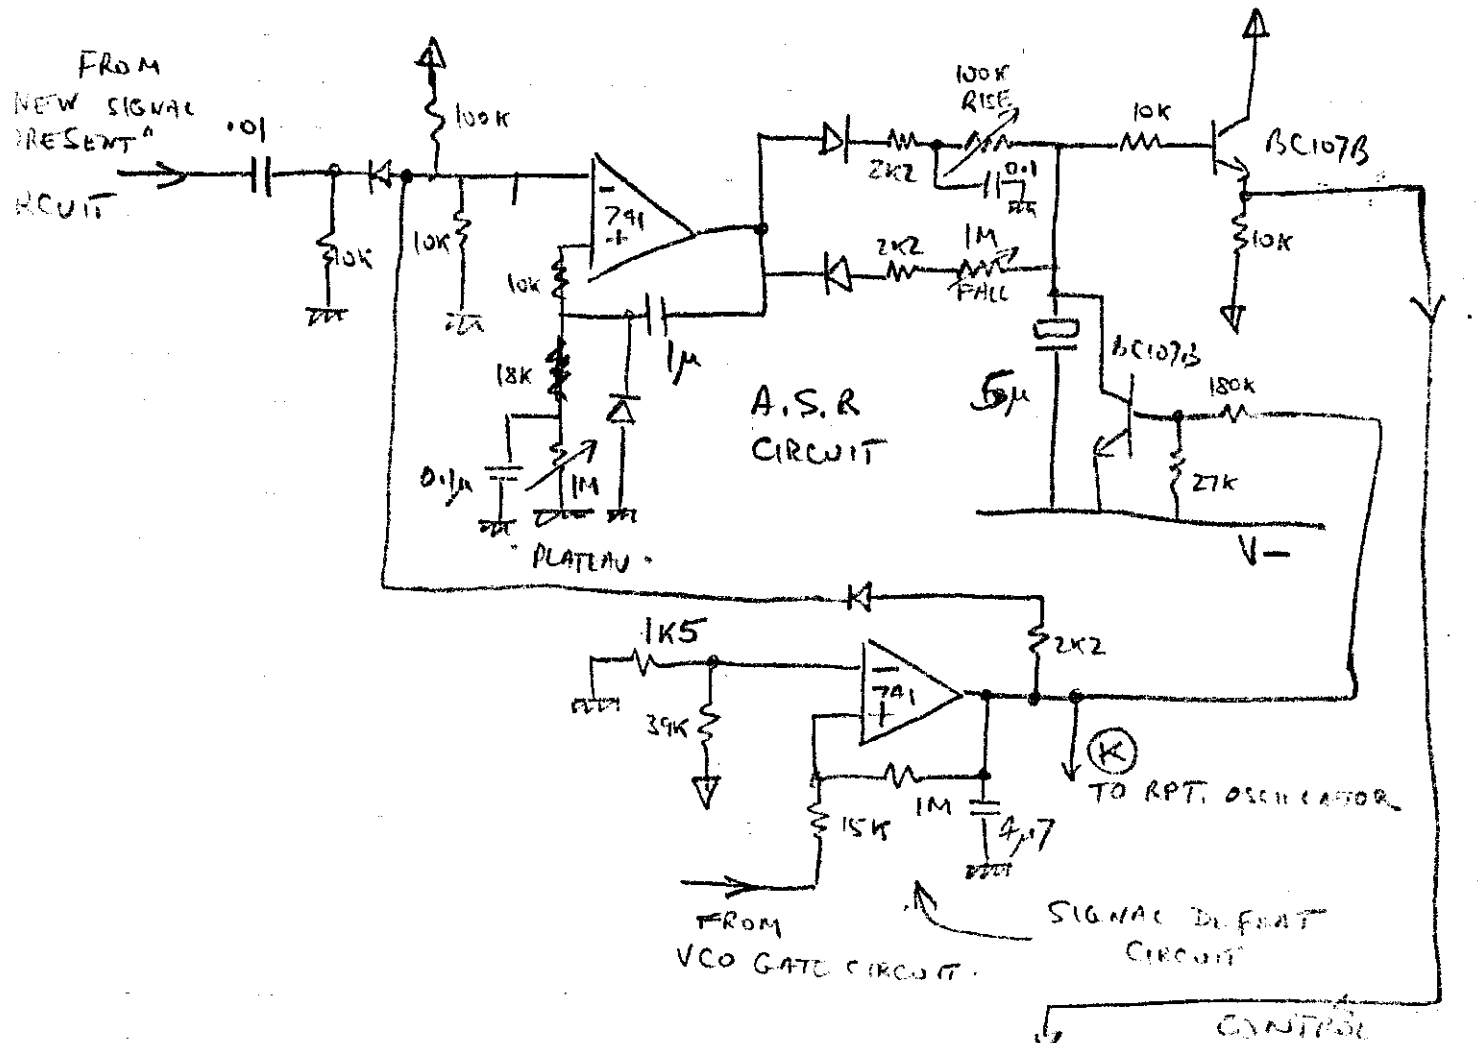 FROM
NEW SIGNAL
PRESENT"
RCUIT
.01
100K
10K
10K
-
741
+
10K
18K
0.1μ
1M
"PLATEAU"
1μ
A.S.R
CIRCUIT
2K2
100K
RISE
0.1
2K2
1M
FALL
10K
BC107B
10K
BC107B
180K
27K
V-
1K5
39K
-
741
+
2K2
K
TO RPT. OSCILLATOR
1M
15K
4μ7
FROM
VCO GATE CIRCUIT.
SIGNAL DEFEAT
CIRCUIT
CONTROL